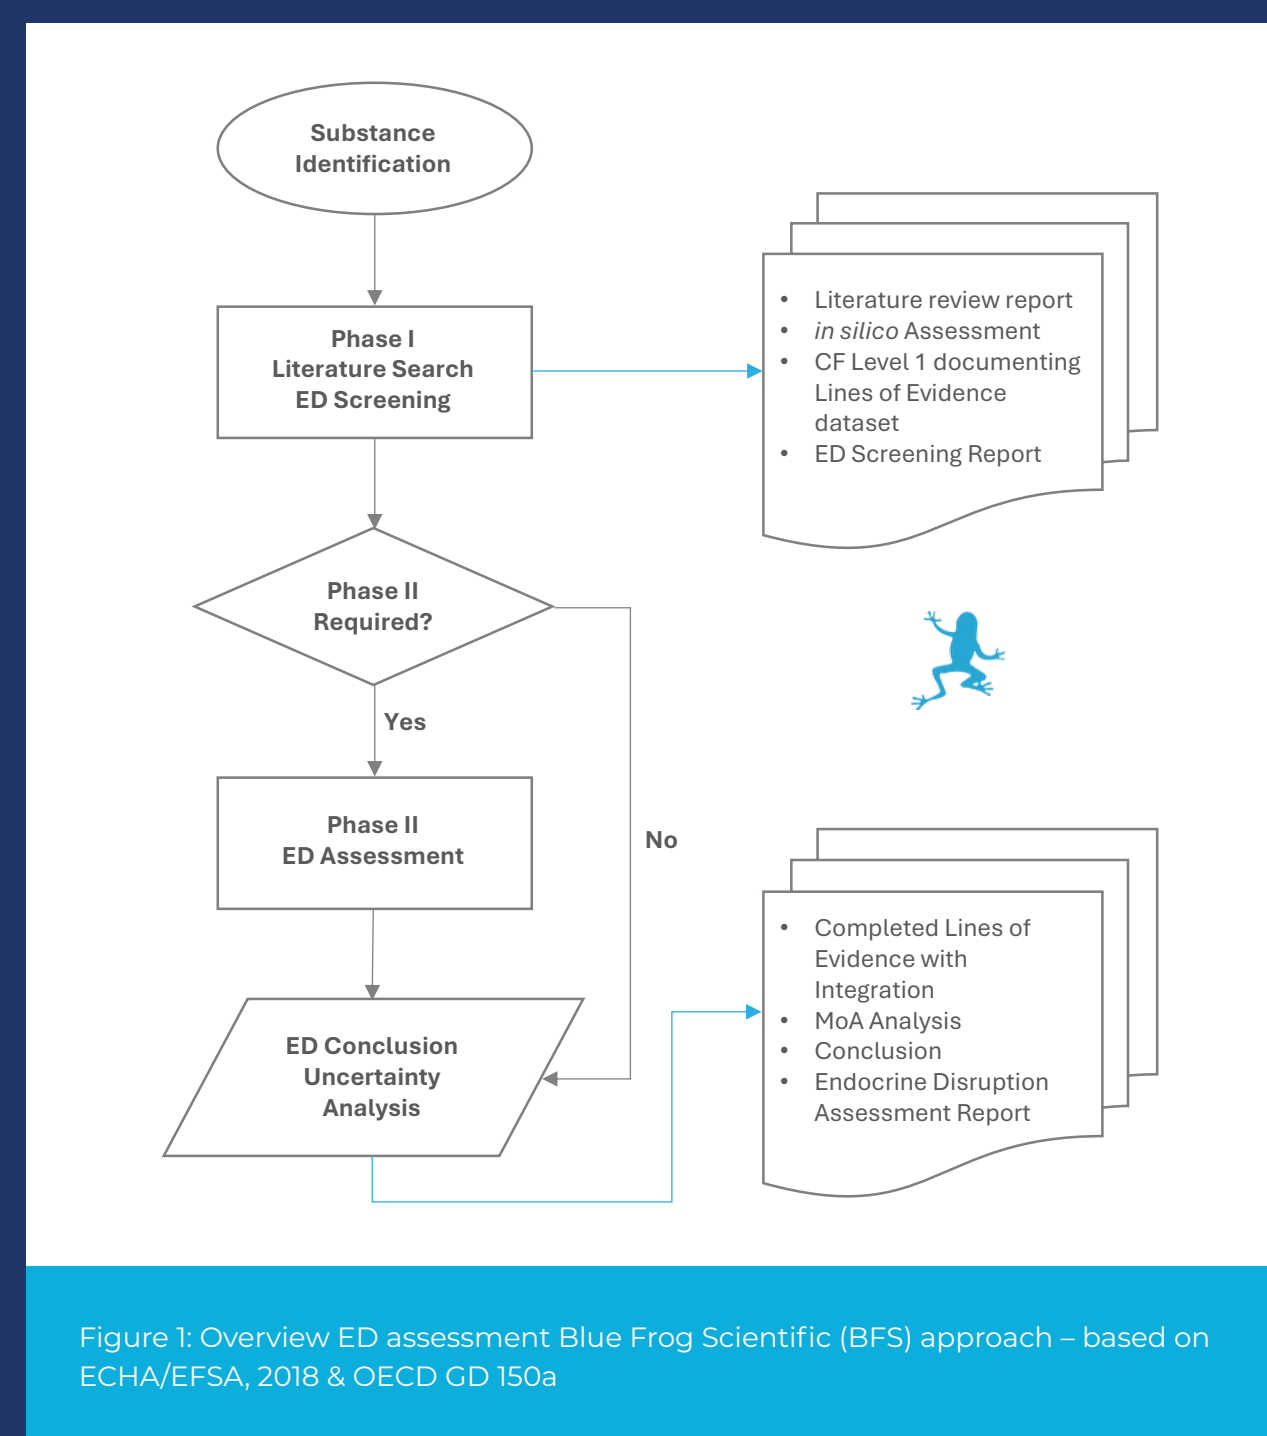 Substance
Identification
Phase I
Literature Search
ED Screening
• Literature review report
• in silico Assessment
• CF Level 1 documenting
Lines of Evidence
dataset
• ED Screening Report
Phase II
Required?
Yes
No
Phase II
ED Assessment
ED Conclusion
Uncertainty
Analysis
• Completed Lines of
Evidence with
Integration
• MoA Analysis
• Conclusion
• Endocrine Disruption
Assessment Report
Figure 1: Overview ED assessment Blue Frog Scientific (BFS) approach – based on
ECHA/EFSA, 2018 & OECD GD 150a